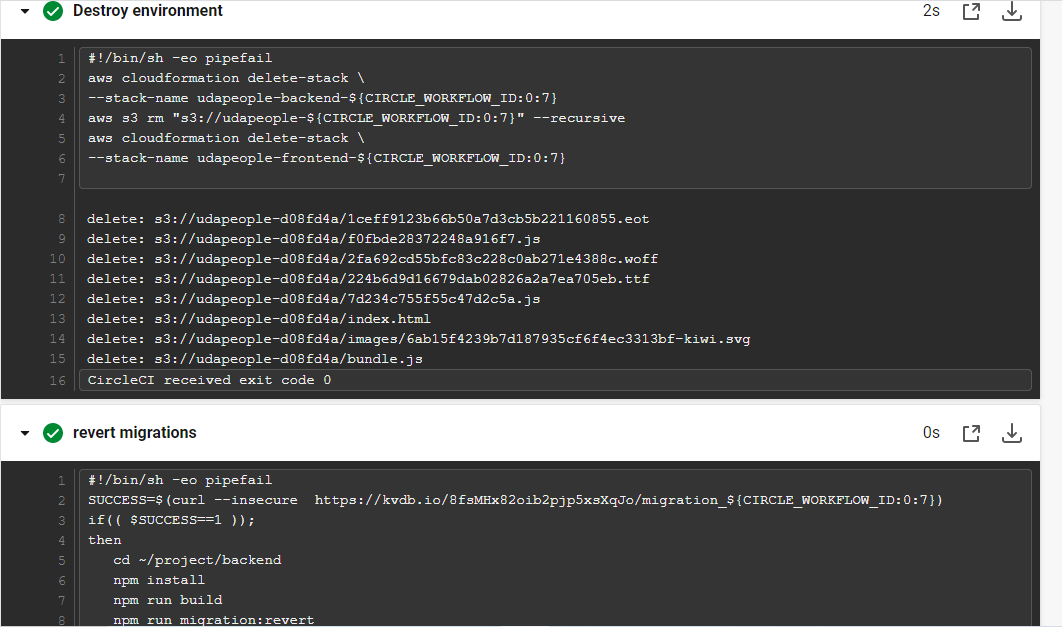 Destroy environment 2s
1 #!/bin/sh -eo pipefail
2 aws cloudformation delete-stack \
3 --stack-name udapeople-backend-${CIRCLE_WORKFLOW_ID:0:7}
4 aws s3 rm "s3://udapeople-${CIRCLE_WORKFLOW_ID:0:7}" --recursive
5 aws cloudformation delete-stack \
6 --stack-name udapeople-frontend-${CIRCLE_WORKFLOW_ID:0:7}
7
8 delete: s3://udapeople-d08fd4a/1ceff9123b66b50a7d3cb5b221160855.eot
9 delete: s3://udapeople-d08fd4a/f0fbde28372248a916f7.js
10 delete: s3://udapeople-d08fd4a/2fa692cd55bfc83c228c0ab271e4388c.woff
11 delete: s3://udapeople-d08fd4a/224b6d9d16679dab02826a2a7ea705eb.ttf
12 delete: s3://udapeople-d08fd4a/7d234c755f55c47d2c5a.js
13 delete: s3://udapeople-d08fd4a/index.html
14 delete: s3://udapeople-d08fd4a/images/6ab15f4239b7d187935cf6f4ec3313bf-kiwi.svg
15 delete: s3://udapeople-d08fd4a/bundle.js
16 CircleCI received exit code 0
revert migrations 0s
1 #!/bin/sh -eo pipefail
2 SUCCESS=$(curl --insecure  https://kvdb.io/8fsMHx82oib2pjp5xsXqJo/migration_${CIRCLE_WORKFLOW_ID:0:7})
3 if(( $SUCCESS==1 ));
4 then
5 cd ~/project/backend
6 npm install
7 npm run build
8 npm run migration:revert